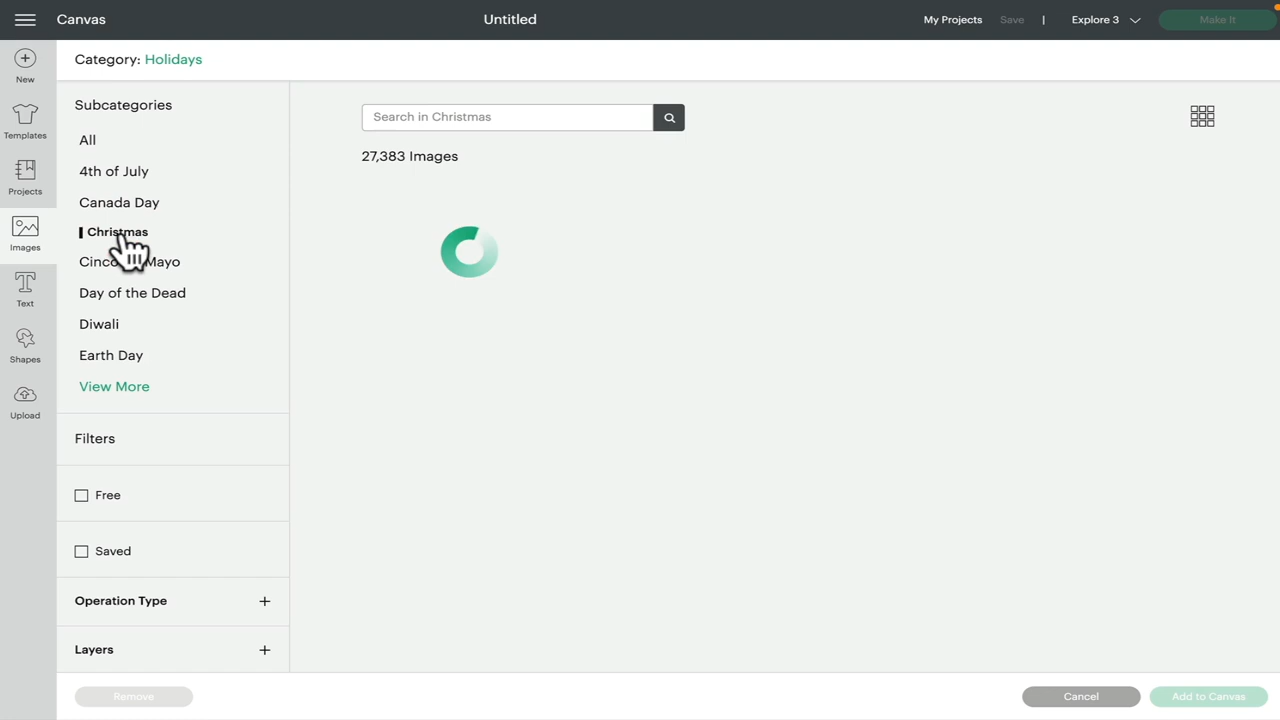 Canvas
Untitled
My Projects
Save
|
Explore 3
Make It
New
Templates
Projects
Images
Text
Shapes
Upload
Category: Holidays
Subcategories
All
4th of July
Canada Day
Christmas
Cinco Mayo
Day of the Dead
Diwali
Earth Day
View More
Filters
Free
Saved
Operation Type
Layers
Search in Christmas
27,383 Images
Remove
Cancel
Add to Canvas